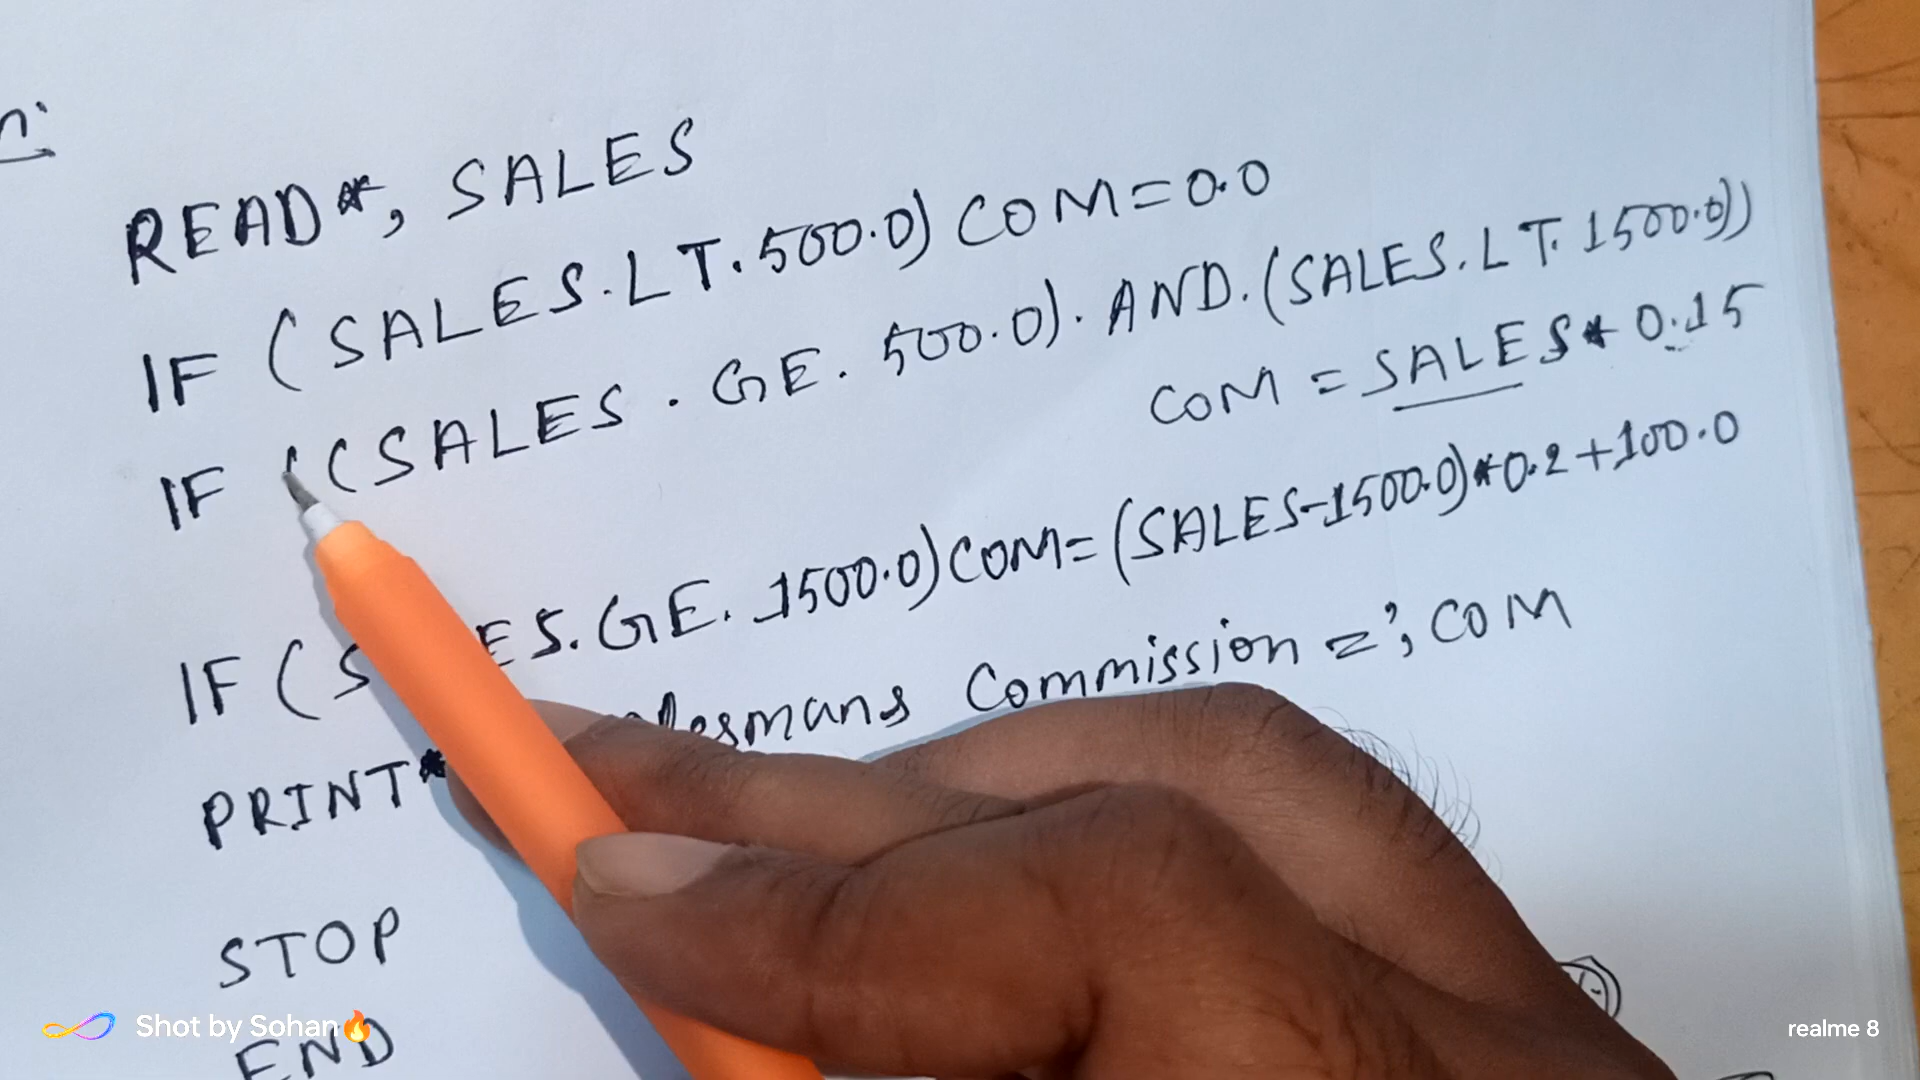 n:
READ*, SALES
IF (SALES.LT.500.0) COM=0.0
IF ((SALES.GE.500.0).AND.(SALES.LT.1500.0))
COM = SALES*0.15
IF (S ES.GE.1500.0)COM=(SALES-1500.0)*0.2+100.0
PRINT* lesmans Commission =', COM
STOP
END
Shot by Sohan🔥
realme 8